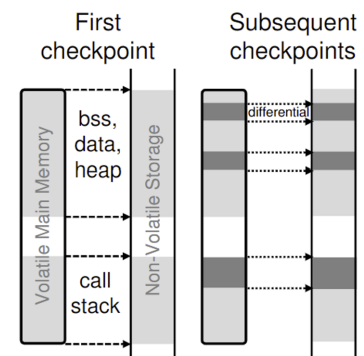 First
checkpoint
Subsequent
checkpoints
Volatile Main Memory
bss,
data,
heap
call
stack
Non-Volatile Storage
differential